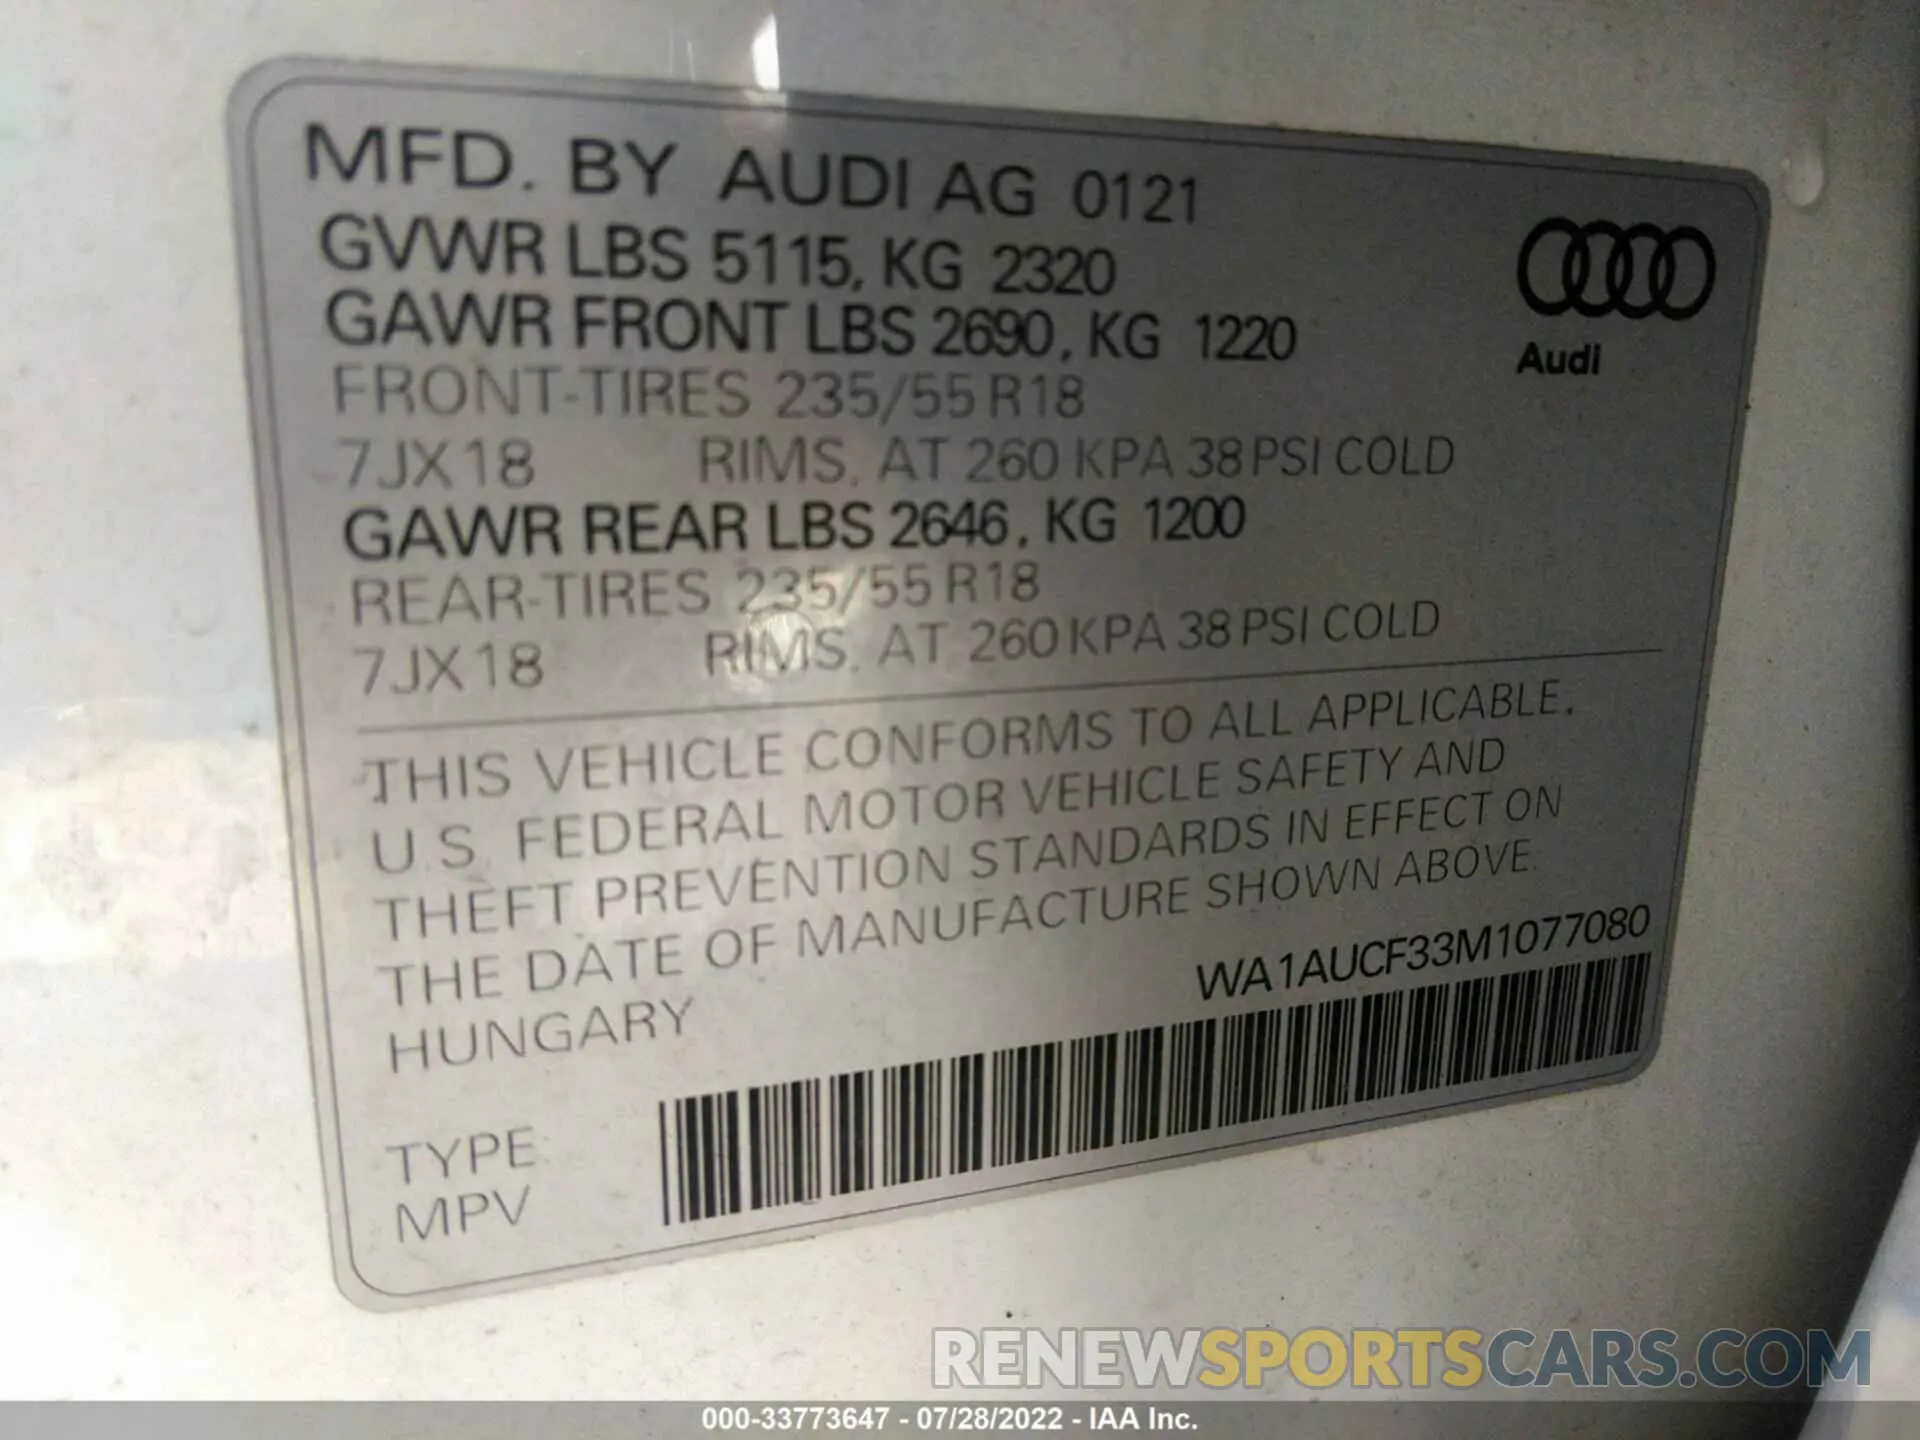 MFD. BY AUDI AG 0121
GVWR LBS 5115, KG 2320
GAWR FRONT LBS 2690, KG 1220
FRONT-TIRES 235/55 R18
7JX18 RIMS, AT 260 KPA 38 PSI COLD
GAWR REAR LBS 2646, KG 1200
REAR-TIRES 235/55 R18
7JX18 RIMS, AT 260 KPA 38 PSI COLD
Audi
THIS VEHICLE CONFORMS TO ALL APPLICABLE.
U.S. FEDERAL MOTOR VEHICLE SAFETY AND
THEFT PREVENTION STANDARDS IN EFFECT ON
THE DATE OF MANUFACTURE SHOWN ABOVE.
HUNGARY
WA1AUCF33M1077080
TYPE:
MPV
RENEWSPORTSCARS.COM
000-33773647 - 07/28/2022 - IAA Inc.